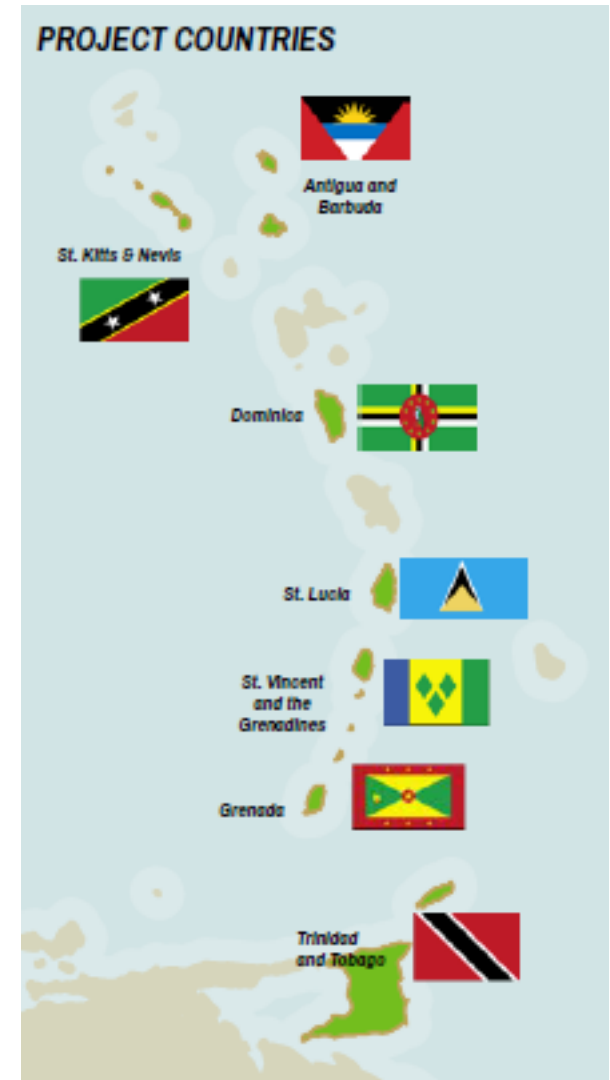 PROJECT COUNTRIES
Antigua and
Barbuda
St. Kitts & Nevis
Dominica
St. Lucia
St. Vincent
and the
Grenadines
Grenada
Trinidad
and Tobago